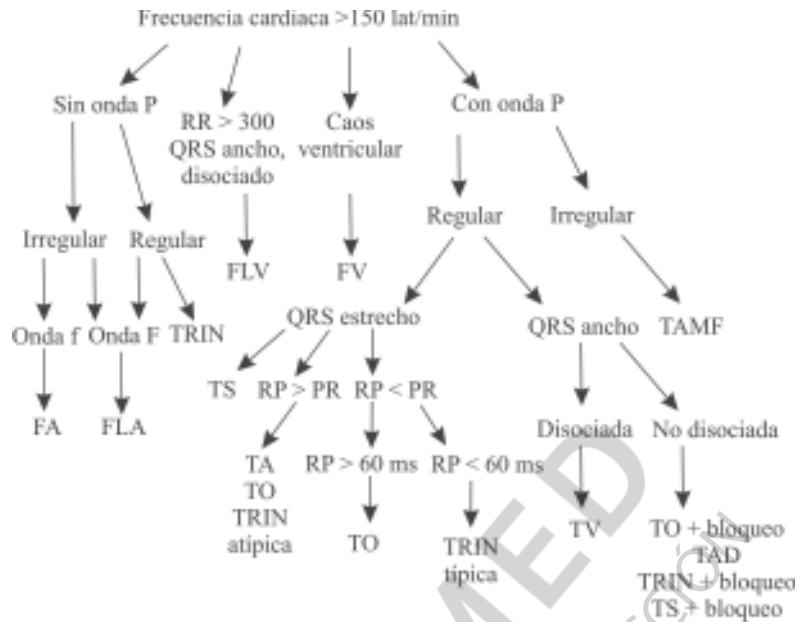 Frecuencia cardiaca >150 lat/min
Sin onda P
RR > 300
QRS ancho,
disociado
Caos
ventricular
Con onda P
Irregular
Regular
FLV
FV
Regular
Irregular
Onda f
Onda F
TRIN
QRS estrecho
QRS ancho
TAMF
FA
FLA
TS
RP > PR
RP < PR
Disociada
No disociada
TA
TO
TRIN
atípica
RP > 60 ms
RP < 60 ms
TO
TRIN
típica
TV
TO + bloqueo
TAD
TRIN + bloqueo
TS + bloqueo
MED